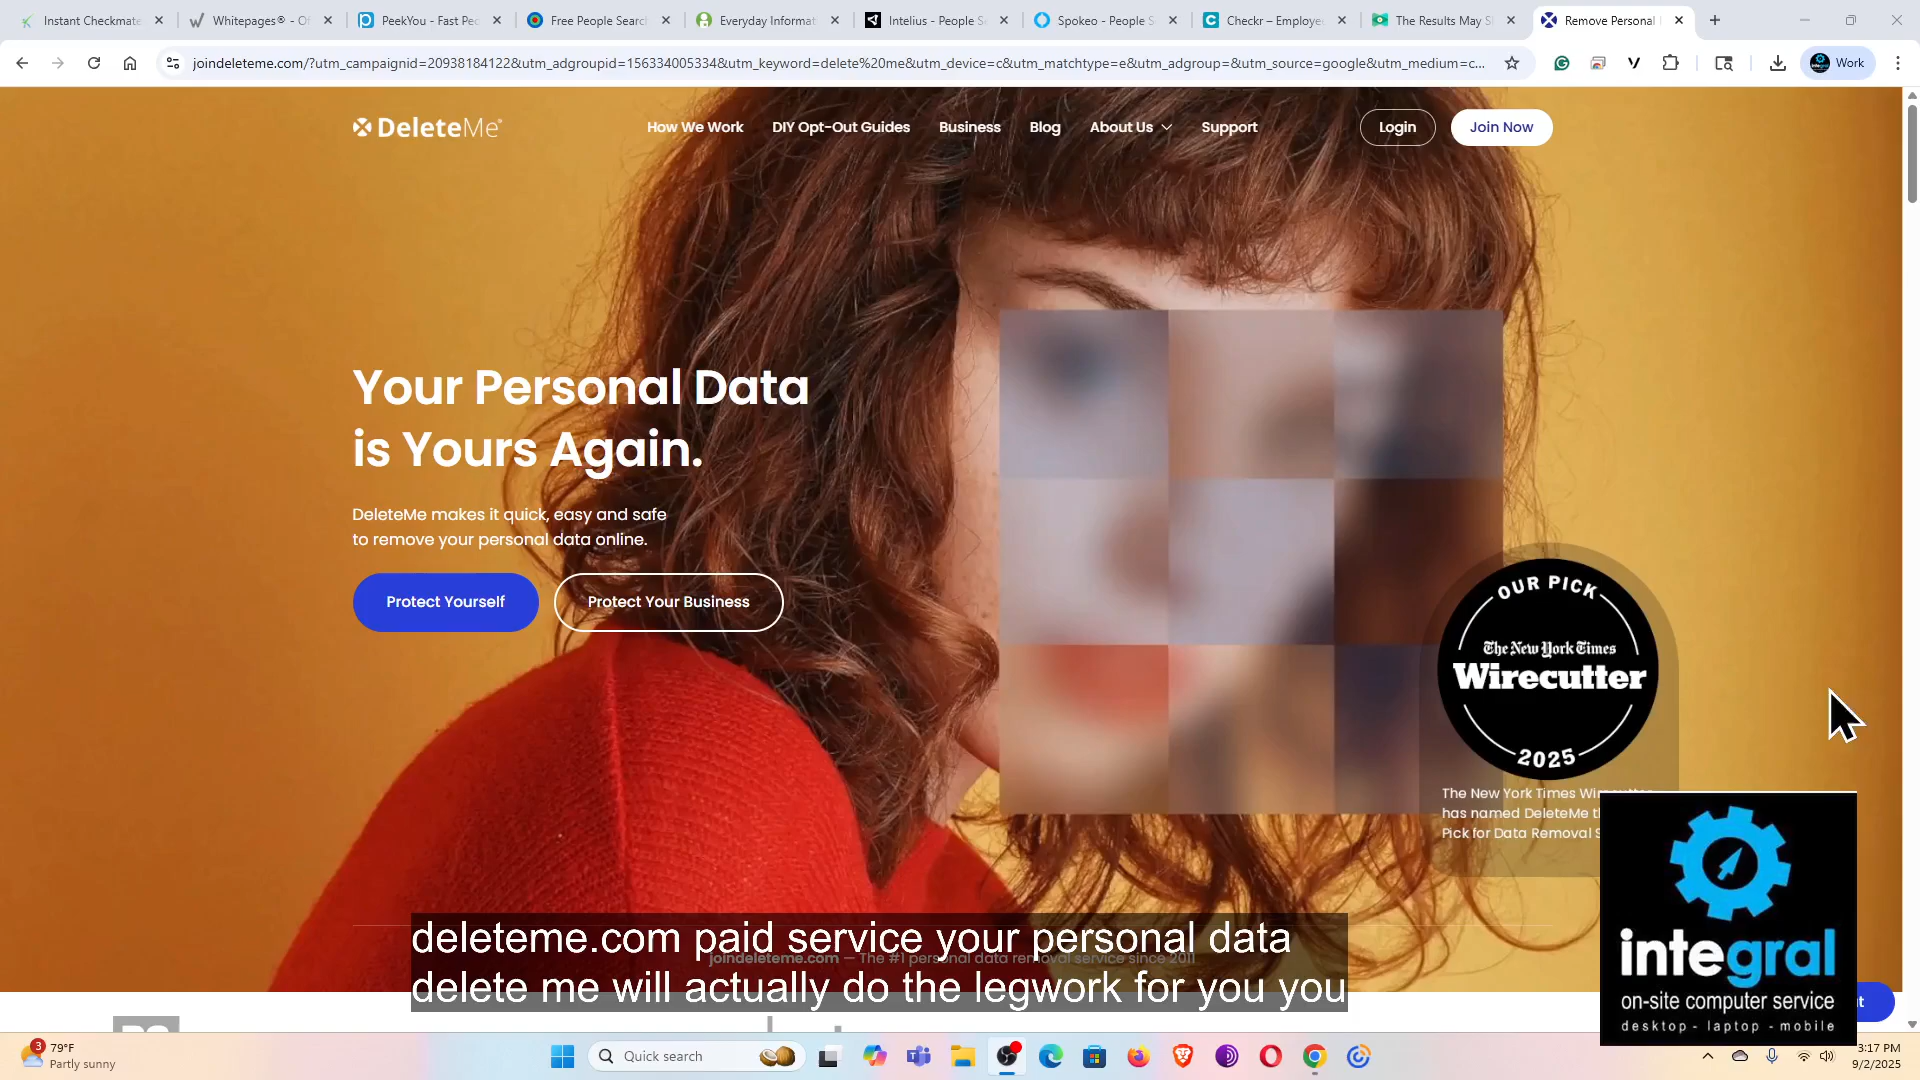 Instant Checkmate
Whitepages® - Of
PeekYou - Fast Peo
Free People Searc
Everyday Informat
Intelius - People Se
Spokeo - People S
Checkr – Employee
The Results May S
Remove Personal
joindeleteme.com/?utm_campaignid=20938184122&utm_adgroupid=156334005334&utm_keyword=delete%20me&utm_device=c&utm_matchtype=e&utm_adgroup=&utm_source=google&utm_medium=c...
Work
DeleteMe®
How We Work
DIY Opt-Out Guides
Business
Blog
About Us
Support
Login
Join Now
Your Personal Data
is Yours Again.
DeleteMe makes it quick, easy and safe
to remove your personal data online.
Protect Yourself
Protect Your Business
OUR PICK
The New York Times
Wirecutter
2025
The New York Times Wirecutter
has named DeleteMe
Pick for Data Removal
joindeleteme.com — The #1 personal data removal service since 2011
deleteme.com paid service your personal data
delete me will actually do the legwork for you you
integral
on-site computer service
desktop - laptop - mobile
3
79°F
Partly sunny
Quick search
3:17 PM
9/2/2025